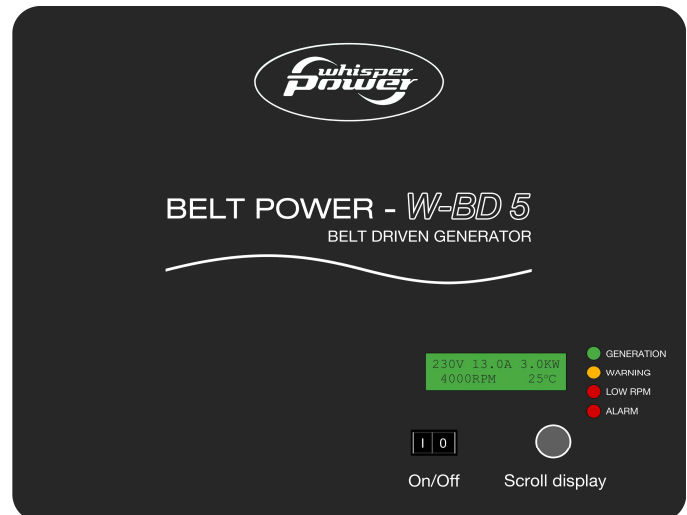 whisper
power
BELT POWER - W-BD 5
BELT DRIVEN GENERATOR
230V 13.0A 3.0KW
4000RPM 25°C
GENERATION
WARNING
LOW RPM
ALARM
I 0
On/Off
Scroll display